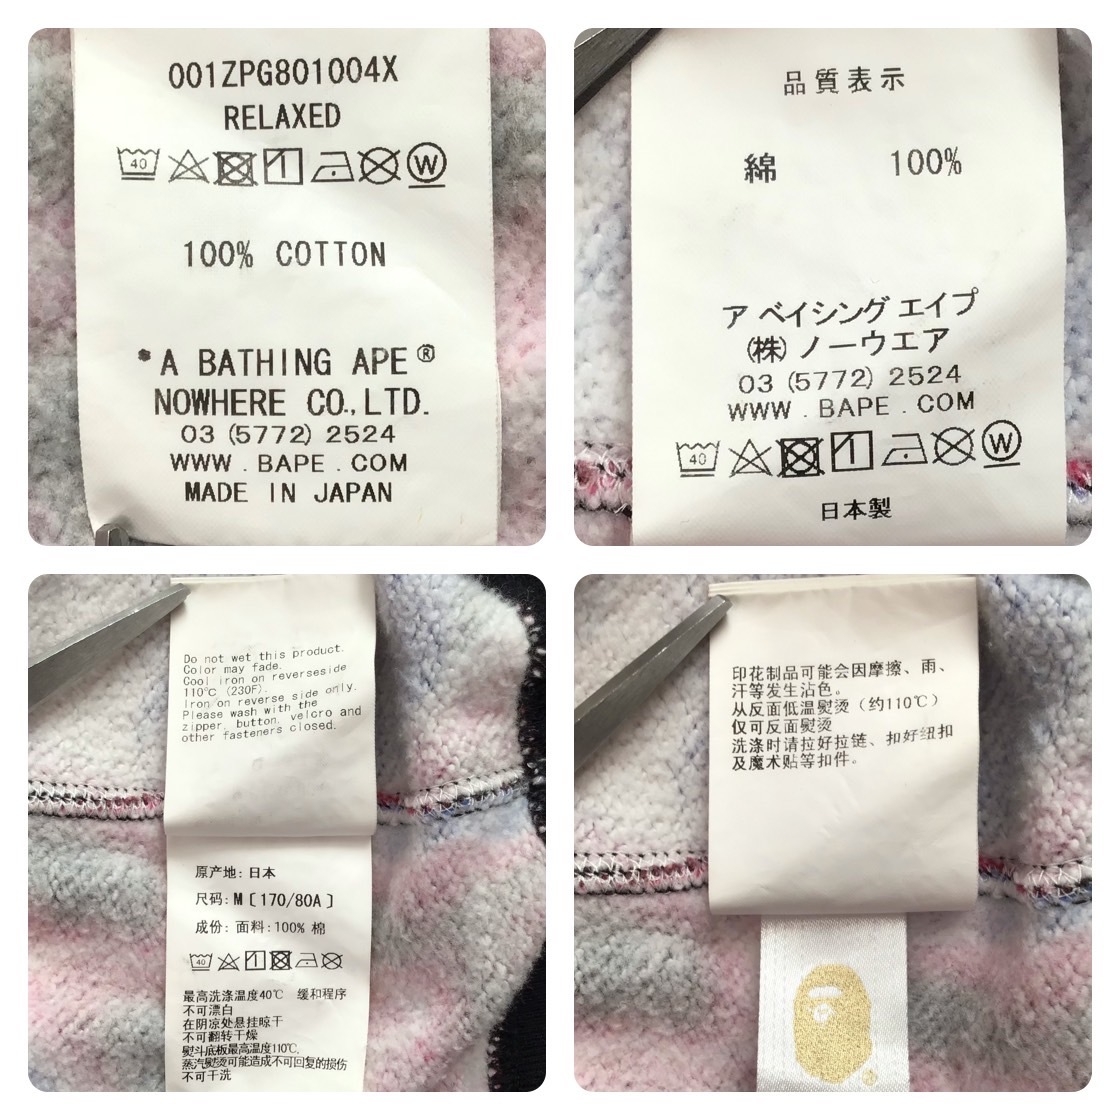 001ZPG801004X
RELAXED
40
W
100% COTTON
*A BATHING APE®
NOWHERE CO.,LTD.
03 (5772) 2524
WWW . BAPE . COM
MADE IN JAPAN
品質表示
綿 100%
ア ベイシング エイプ
(株) ノーウエア
03 (5772) 2524
WWW . BAPE . COM
40
W
日本製
Do not wet this product.
Color may fade.
Cool iron on reverseside
110℃ (230F).
Iron on reverse side only.
Please wash with the
zipper, button, velcro and
other fasteners closed.
原产地: 日本
尺码: M [170/80A]
成份: 面料:100% 棉
40
最高洗涤温度40℃ 缓和程序
不可漂白
在阴凉处悬挂晾干
不可翻转干燥
熨斗底板最高温度110℃,
蒸汽熨烫可能造成不可回复的损伤
不可干洗
印花制品可能会因摩擦、雨、
汗等发生沾色。
从反面低温熨烫（约110℃）
仅可反面熨烫
洗涤时请拉好拉链、扣好纽扣
及魔术贴等扣件。
®